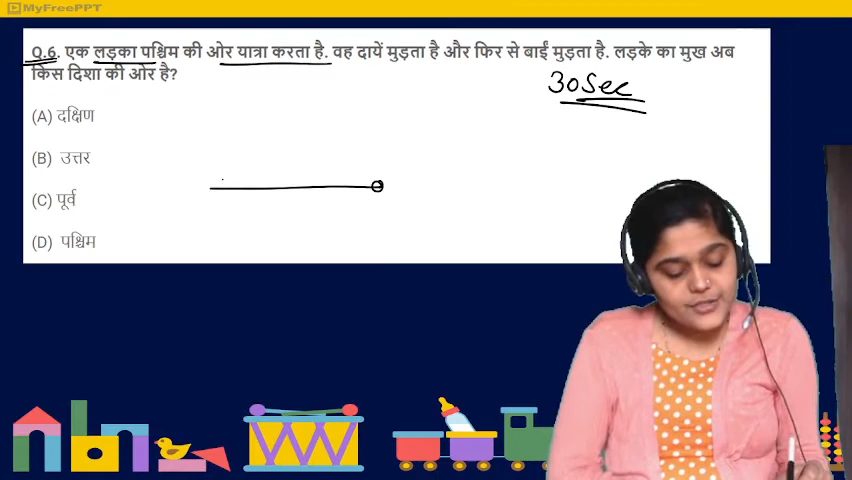 MyFreePPT
Q.6. एक लड़का पश्चिम की ओर यात्रा करता है. वह दायें मुड़ता है और फिर से बाईं मुड़ता है. लड़के का मुख अब
किस दिशा की ओर है?
30Sec
(A) दक्षिण
(B) उत्तर
(C) पूर्व
(D) पश्चिम